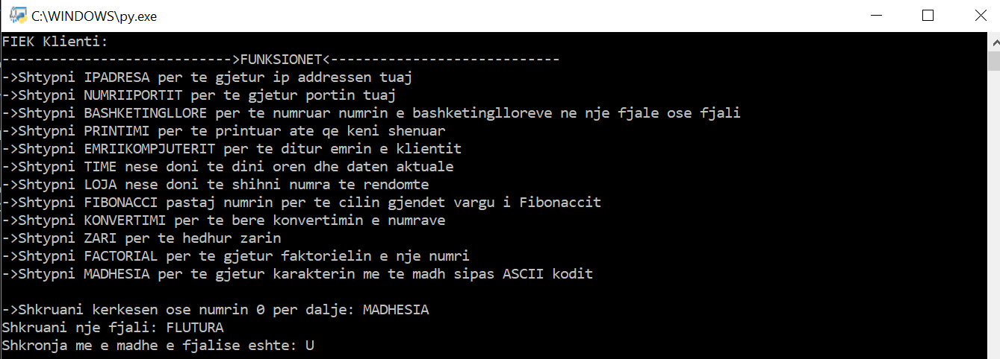 C:\WINDOWS\py.exe
FIEK Klienti:
---------------------------->FUNKSIONET<----------------------------
->Shtypni IPADRESA per te gjetur ip addressen tuaj
->Shtypni NUMRIIPORTIT per te gjetur portin tuaj
->Shtypni BASHKETINGLLORE per te numruar numrin e bashketinglloreve ne nje fjale ose fjali
->Shtypni PRINTIMI per te printuar ate qe keni shenuar
->Shtypni EMRIIKOMPJUTERIT per te ditur emrin e klientit
->Shtypni TIME nese doni te dini oren dhe daten aktuale
->Shtypni LOJA nese doni te shihni numra te rendomte
->Shtypni FIBONACCI pastaj numrin per te cilin gjendet vargu i Fibonaccit
->Shtypni KONVERTIMI per te bere konvertimin e numrave
->Shtypni ZARI per te hedhur zarin
->Shtypni FACTORIAL per te gjetur faktorielin e nje numri
->Shtypni MADHESIA per te gjetur karakterin me te madh sipas ASCII kodit
->Shkruani kerkesen ose numrin 0 per dalje: MADHESIA
Shkruani nje fjali: FLUTURA
Shkronja me e madhe e fjalise eshte: U